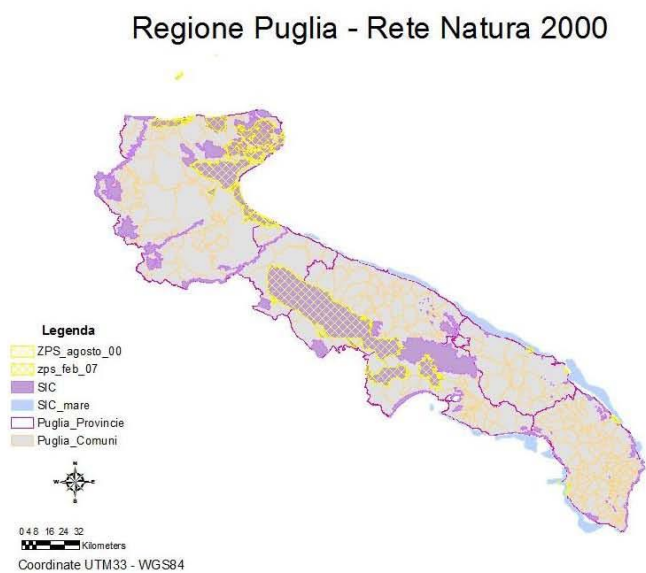 Regione Puglia - Rete Natura 2000
Legenda
ZPS_agosto_00
zps_feb_07
SIC
SIC_mare
Puglia_Provincie
Puglia_Comuni
N
W E
S
0 4 8 16 24 32
Kilometers
Coordinate UTM33 - WGS84